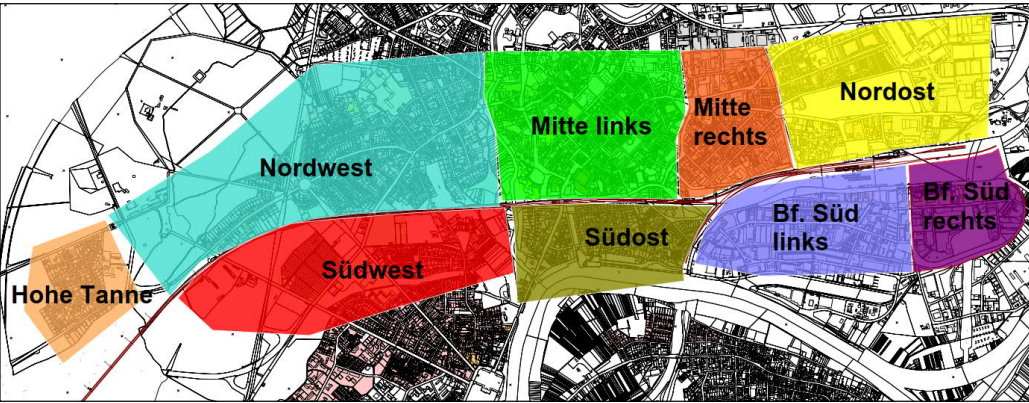 Nordost
Mitte links
Mitte
rechts
Nordwest
Bf. Süd
links
Bf. Süd
rechts
Südost
Südwest
Hohe Tanne